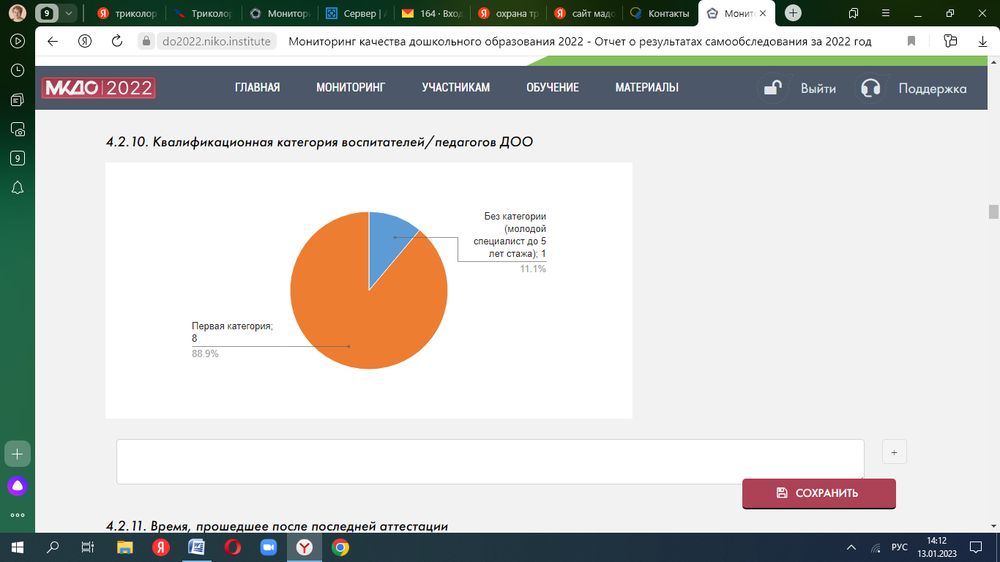 9
триколор
Триколор
Монитори
Сервер | А
164 · Вход
охрана тр
сайт мадо
Контакты
Монито
do2022.niko.institute
Мониторинг качества дошкольного образования 2022 - Отчет о результатах самообследования за 2022 год
МКДО 2022
ГЛАВНАЯ
МОНИТОРИНГ
УЧАСТНИКАМ
ОБУЧЕНИЕ
МАТЕРИАЛЫ
Выйти
Поддержка
9
4.2.10. Квалификационная категория воспитателей/педагогов ДОО
Без категории
(молодой
специалист до 5
лет стажа); 1
11.1%
Первая категория;
8
88.9%
+
СОХРАНИТЬ
4.2.11. Время, прошедшее после последней аттестации
РУС
14:12
13.01.2023